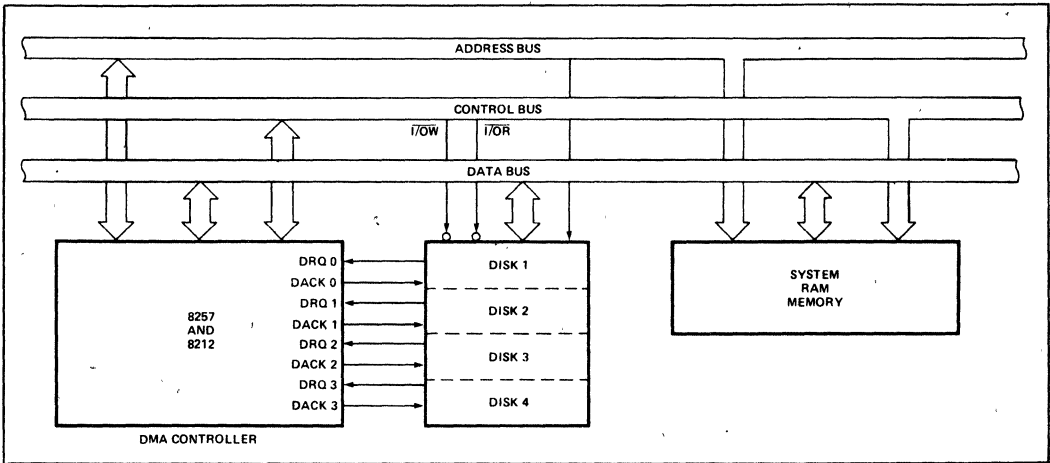 ADDRESS BUS
CONTROL BUS
I/OW I/OR
DATA BUS
DRQ 0
DACK 0
DRQ 1
DACK 1
DRQ 2
DACK 2
DRQ 3
DACK 3
8257
AND
8212
DISK 1
DISK 2
DISK 3
DISK 4
SYSTEM
RAM
MEMORY
DMA CONTROLLER